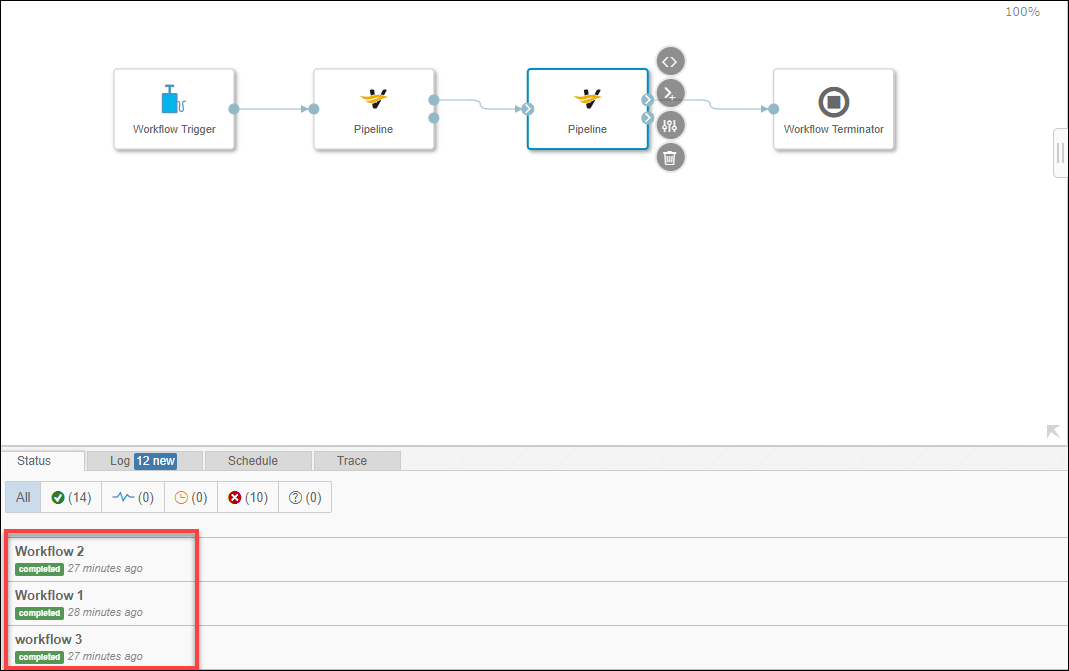 100%
Workflow Trigger
Pipeline
Pipeline
Workflow Terminator
Status Log 12 new Schedule Trace
All (14) (0) (0) (10) (0)
Workflow 2
completed 27 minutes ago
Workflow 1
completed 28 minutes ago
workflow 3
completed 27 minutes ago